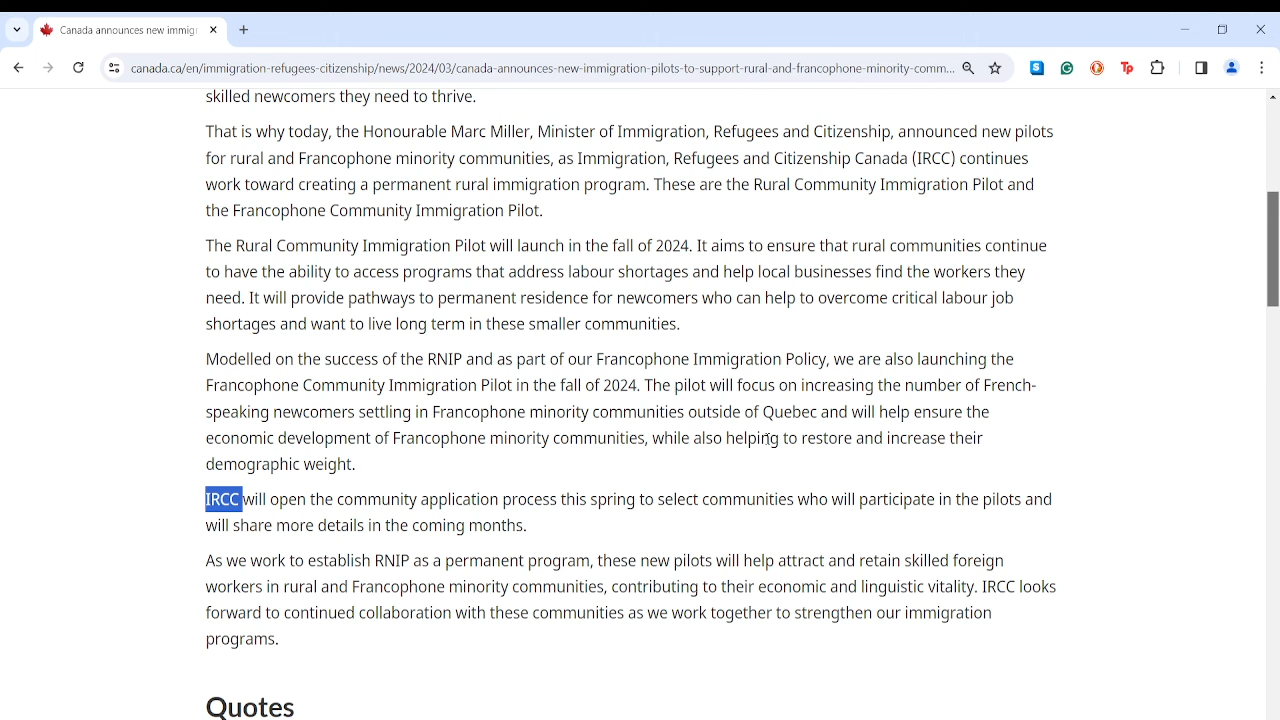 Canada announces new immig
canada.ca/en/immigration-refugees-citizenship/news/2024/03/canada-announces-new-immigration-pilots-to-support-rural-and-francophone-minority-comm...
skilled newcomers they need to thrive.
That is why today, the Honourable Marc Miller, Minister of Immigration, Refugees and Citizenship, announced new pilots
for rural and Francophone minority communities, as Immigration, Refugees and Citizenship Canada (IRCC) continues
work toward creating a permanent rural immigration program. These are the Rural Community Immigration Pilot and
the Francophone Community Immigration Pilot.
The Rural Community Immigration Pilot will launch in the fall of 2024. It aims to ensure that rural communities continue
to have the ability to access programs that address labour shortages and help local businesses find the workers they
need. It will provide pathways to permanent residence for newcomers who can help to overcome critical labour job
shortages and want to live long term in these smaller communities.
Modelled on the success of the RNIP and as part of our Francophone Immigration Policy, we are also launching the
Francophone Community Immigration Pilot in the fall of 2024. The pilot will focus on increasing the number of French-
speaking newcomers settling in Francophone minority communities outside of Quebec and will help ensure the
economic development of Francophone minority communities, while also helping to restore and increase their
demographic weight.
IRCC will open the community application process this spring to select communities who will participate in the pilots and
will share more details in the coming months.
As we work to establish RNIP as a permanent program, these new pilots will help attract and retain skilled foreign
workers in rural and Francophone minority communities, contributing to their economic and linguistic vitality. IRCC looks
forward to continued collaboration with these communities as we work together to strengthen our immigration
programs.
Quotes